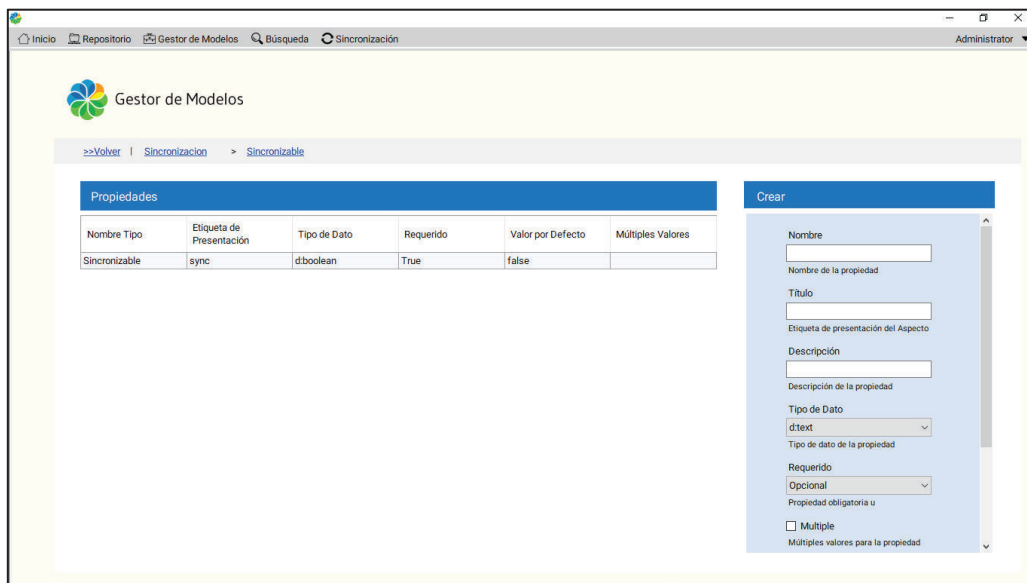 Inicio Repositorio Gestor de Modelos Búsqueda Sincronización Administrator
Gestor de Modelos
>>Volver | Sincronizacion > Sincronizable
Propiedades
Nombre Tipo Etiqueta de Presentación Tipo de Dato Requerido Valor por Defecto Múltiples Valores
Sincronizable sync d:boolean True false
Crear
Nombre
Nombre de la propiedad
Título
Etiqueta de presentación del Aspecto
Descripción
Descripción de la propiedad
Tipo de Dato
d:text
Tipo de dato de la propiedad
Requerido
Opcional
Propiedad obligatoria u
Multiple
Múltiples valores para la propiedad